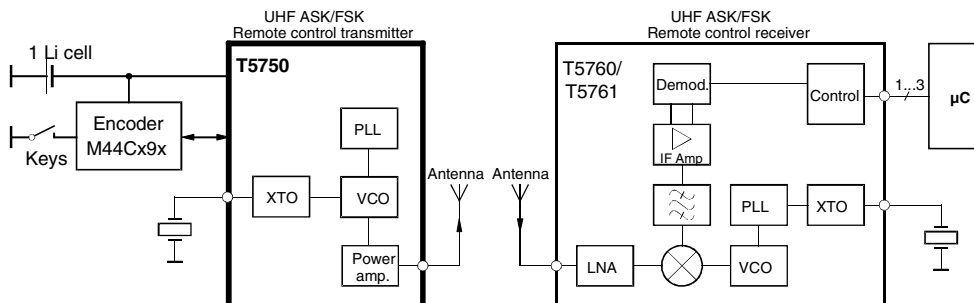 UHF ASK/FSK
Remote control transmitter
UHF ASK/FSK
Remote control receiver
1 Li cell
T5750
T5760/
T5761
Demod.
Control
1...3
µC
Encoder
M44Cx9x
Keys
PLL
IF Amp
Antenna
Antenna
XTO
VCO
PLL
XTO
Power
amp.
LNA
VCO